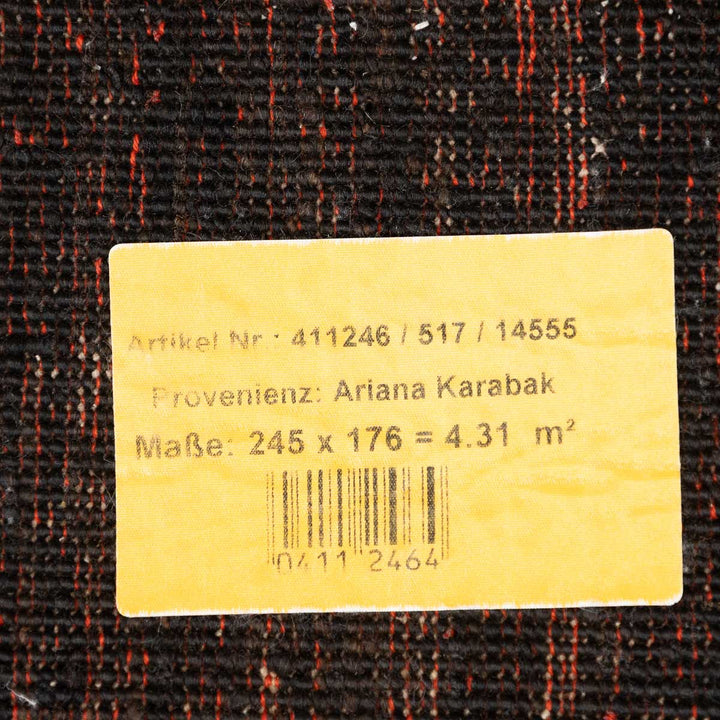 Artikel Nr.: 411246 / 517 / 14555
Provenienz: Ariana Karabak
Maße: 245 x 176 = 4.31 m²
0411 2464